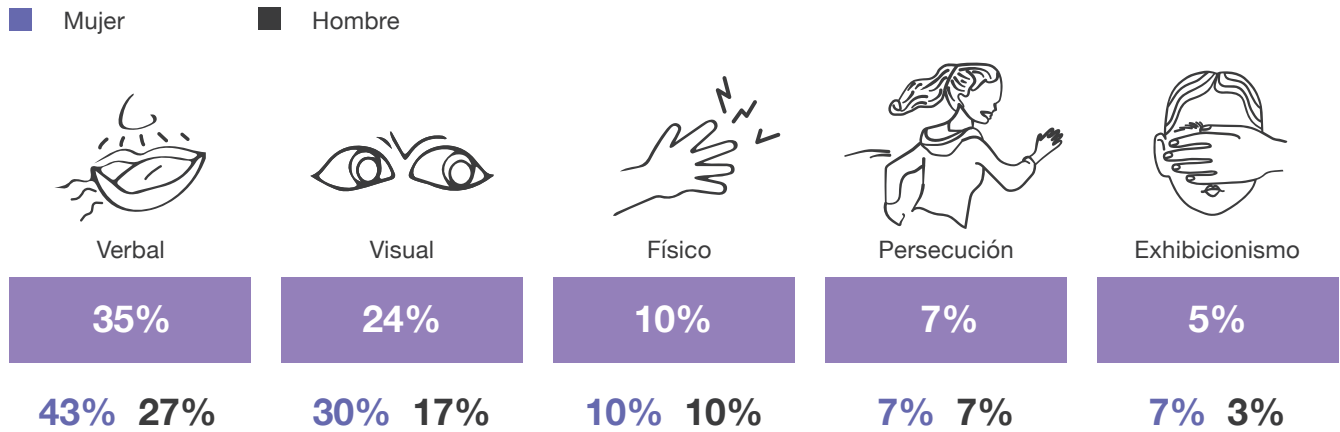 Mujer Hombre
Verbal Visual Físico Persecución Exhibicionismo
35% 24% 10% 7% 5%
43% 27% 30% 17% 10% 10% 7% 7% 7% 3%